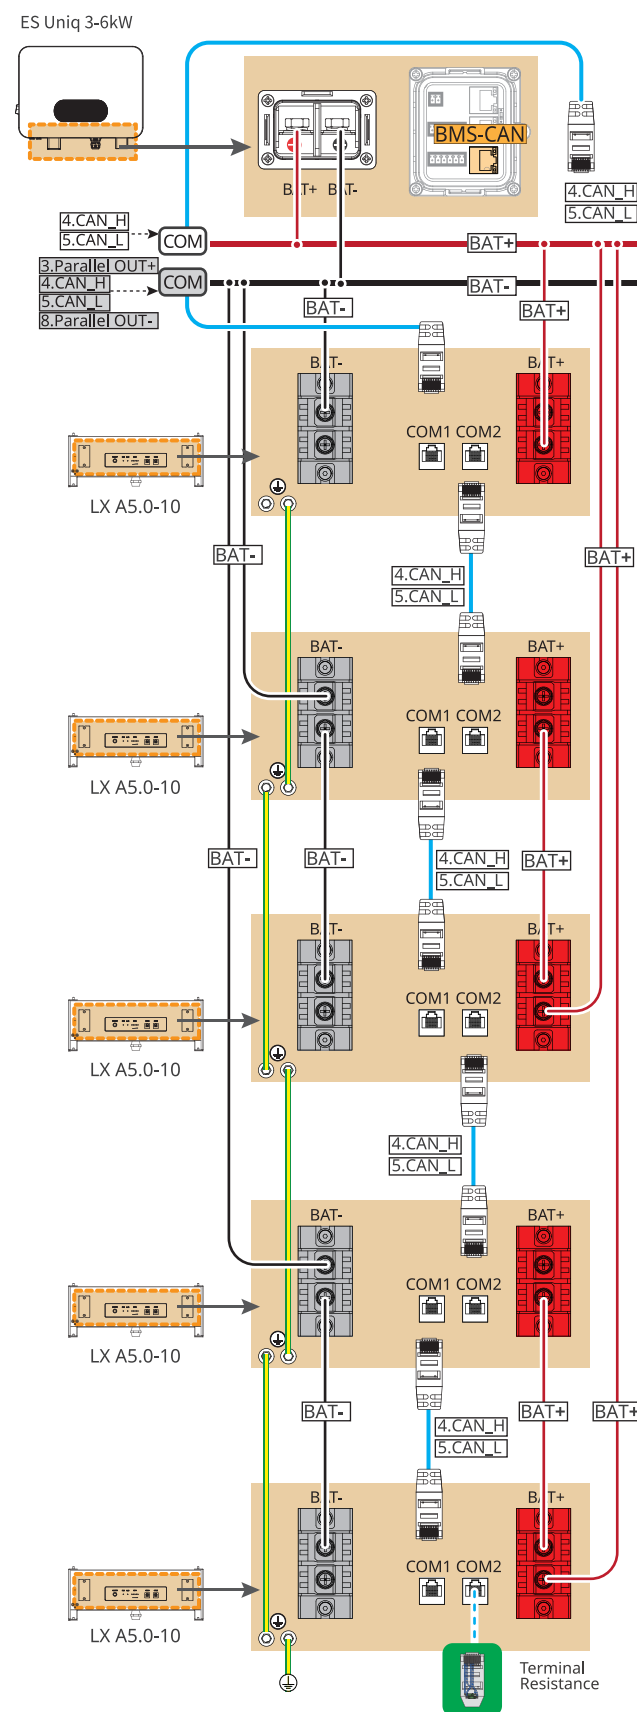 ES Uniq 3-6kW
BMS-CAN
BAT+ BAT-
4.CAN_H
5.CAN_L
4.CAN_H
5.CAN_L
COM
BAT+
3.Parallel OUT+
4.CAN_H
5.CAN_L
8.Parallel OUT-
COM
BAT-
BAT-
BAT+
BAT-
BAT+
COM1 COM2
LX A5.0-10
BAT-
BAT+
4.CAN_H
5.CAN_L
BAT-
BAT+
COM1 COM2
LX A5.0-10
BAT-
BAT-
4.CAN_H
5.CAN_L
BAT+
BAT-
BAT+
COM1 COM2
LX A5.0-10
4.CAN_H
5.CAN_L
BAT-
BAT+
COM1 COM2
LX A5.0-10
BAT-
4.CAN_H
5.CAN_L
BAT+
BAT+
BAT-
BAT+
COM1 COM2
LX A5.0-10
Terminal
Resistance